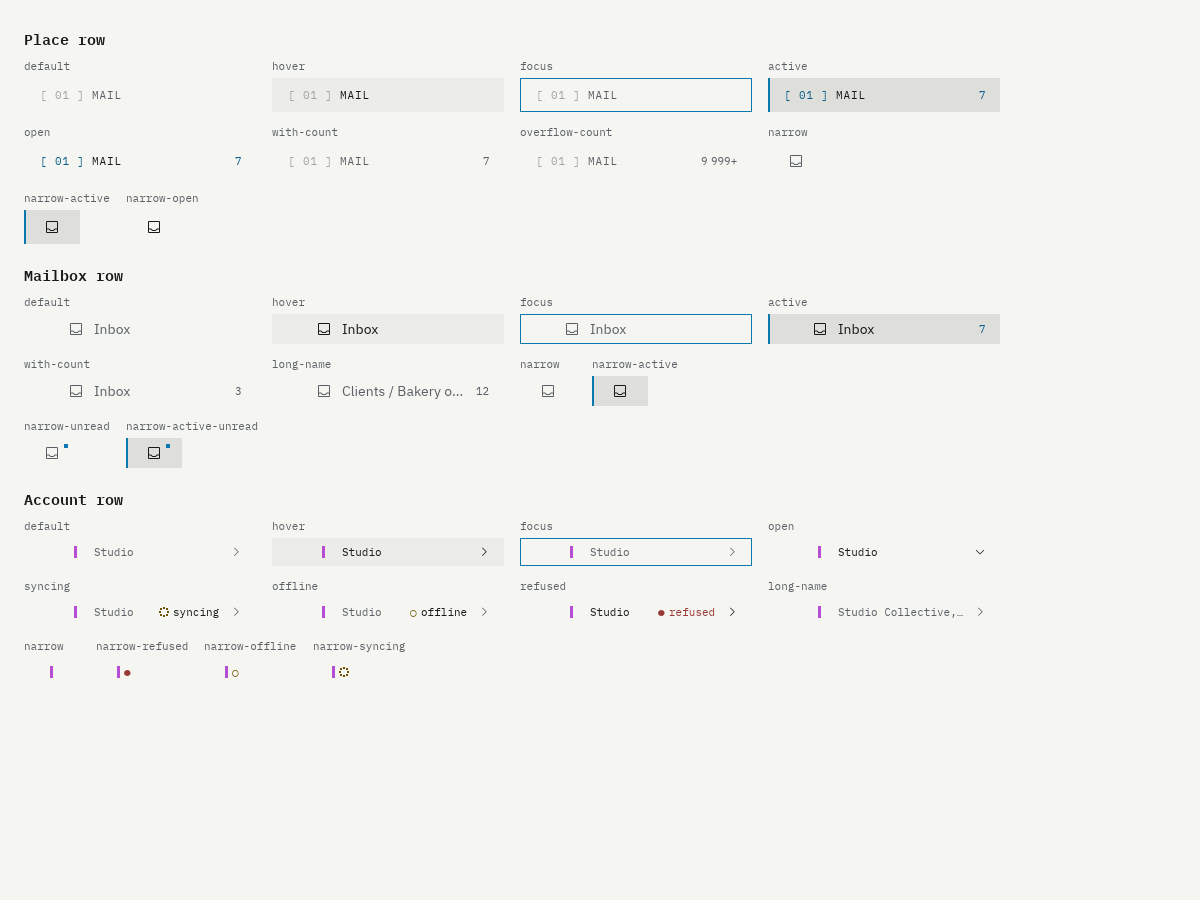 Place row
default hover focus active
[ 01 ] MAIL [ 01 ] MAIL [ 01 ] MAIL [ 01 ] MAIL 7
open with-count overflow-count narrow
[ 01 ] MAIL 7 [ 01 ] MAIL 7 [ 01 ] MAIL 9 999+
narrow-active narrow-open
Mailbox row
default hover focus active
Inbox Inbox Inbox Inbox 7
with-count long-name narrow narrow-active
Inbox 3 Clients / Bakery o… 12
narrow-unread narrow-active-unread
Account row
default hover focus open
Studio Studio Studio Studio
syncing offline refused long-name
Studio syncing Studio offline Studio refused Studio Collective,…
narrow narrow-refused narrow-offline narrow-syncing